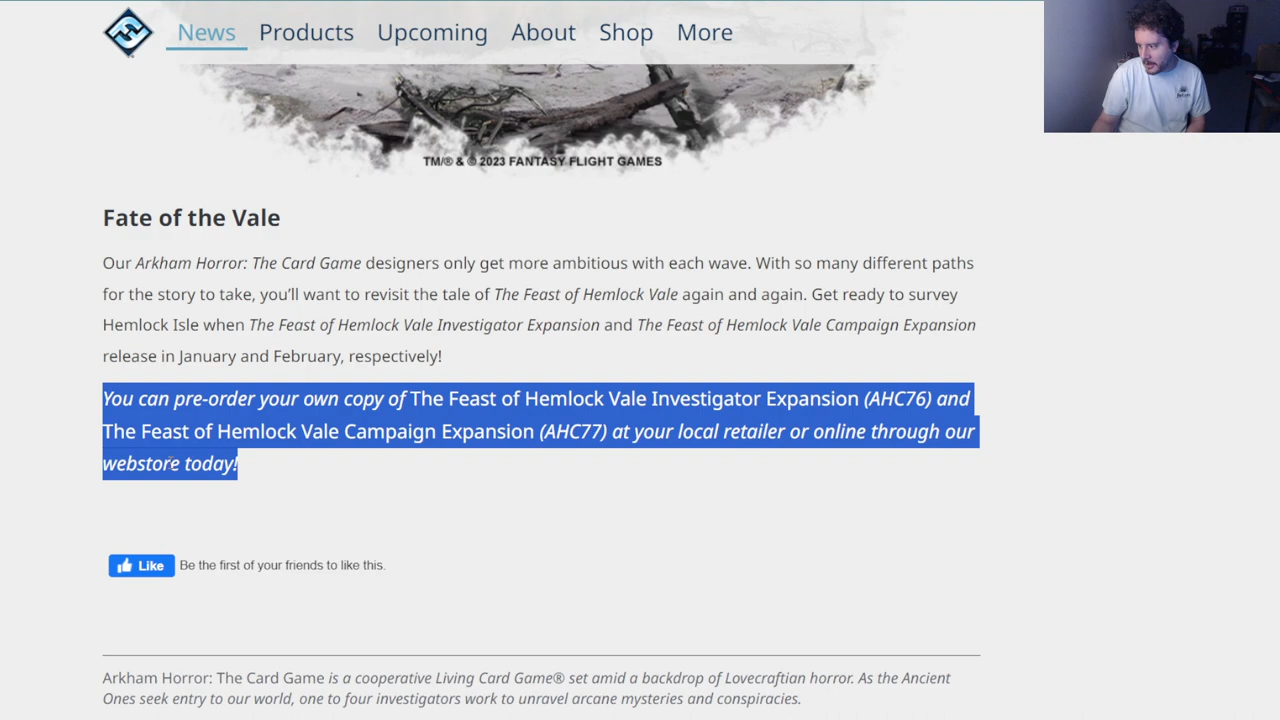 News Products Upcoming About Shop More
TM/® & © 2023 FANTASY FLIGHT GAMES
Fate of the Vale
Our Arkham Horror: The Card Game designers only get more ambitious with each wave. With so many different paths
for the story to take, you’ll want to revisit the tale of The Feast of Hemlock Vale again and again. Get ready to survey
Hemlock Isle when The Feast of Hemlock Vale Investigator Expansion and The Feast of Hemlock Vale Campaign Expansion
release in January and February, respectively!
You can pre-order your own copy of The Feast of Hemlock Vale Investigator Expansion (AHC76) and
The Feast of Hemlock Vale Campaign Expansion (AHC77) at your local retailer or online through our
webstore today!
Like Be the first of your friends to like this.
Arkham Horror: The Card Game is a cooperative Living Card Game® set amid a backdrop of Lovecraftian horror. As the Ancient
Ones seek entry to our world, one to four investigators work to unravel arcane mysteries and conspiracies.